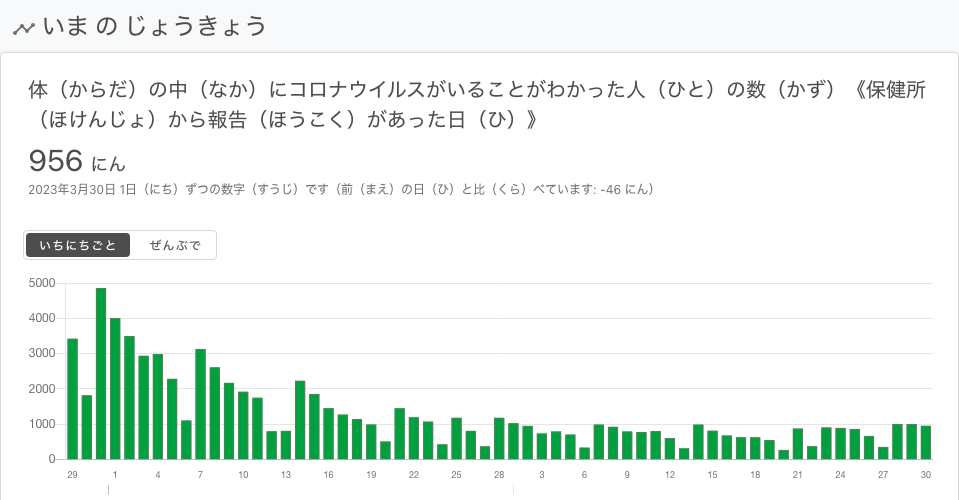 いま の じょうきょう
体（からだ）の中（なか）にコロナウイルスがいることがわかった人（ひと）の数（かず）《保健所
（ほけんじょ）から報告（ほうこく）があった日（ひ）》
956 にん
2023年3月30日 1日（にち）ずつの数字（すうじ）です（前（まえ）の日（ひ）と比（くら）べています: -46 にん）
いちにちごと ぜんぶで
5000
4000
3000
2000
1000
0
29 1 4 7 10 13 16 19 22 25 28 3 6 9 12 15 18 21 24 27 30